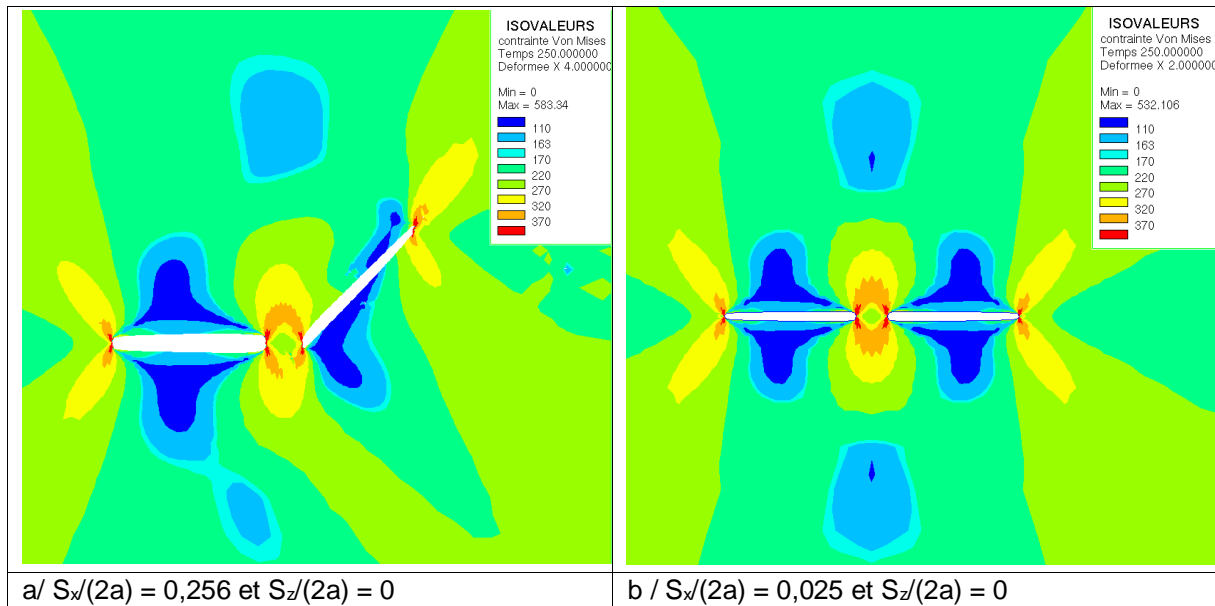 ISOVALEURS
contrainte Von Mises
Temps 250.000000
Deformee X 4.000000
Min = 0
Max = 583.34
110
163
170
220
270
320
370
ISOVALEURS
contrainte Von Mises
Temps 250.000000
Deformee X 2.000000
Min = 0
Max = 532.106
110
163
170
220
270
320
370
a/ Sx/(2a) = 0,256 et Sz/(2a) = 0
b / Sx/(2a) = 0,025 et Sz/(2a) = 0